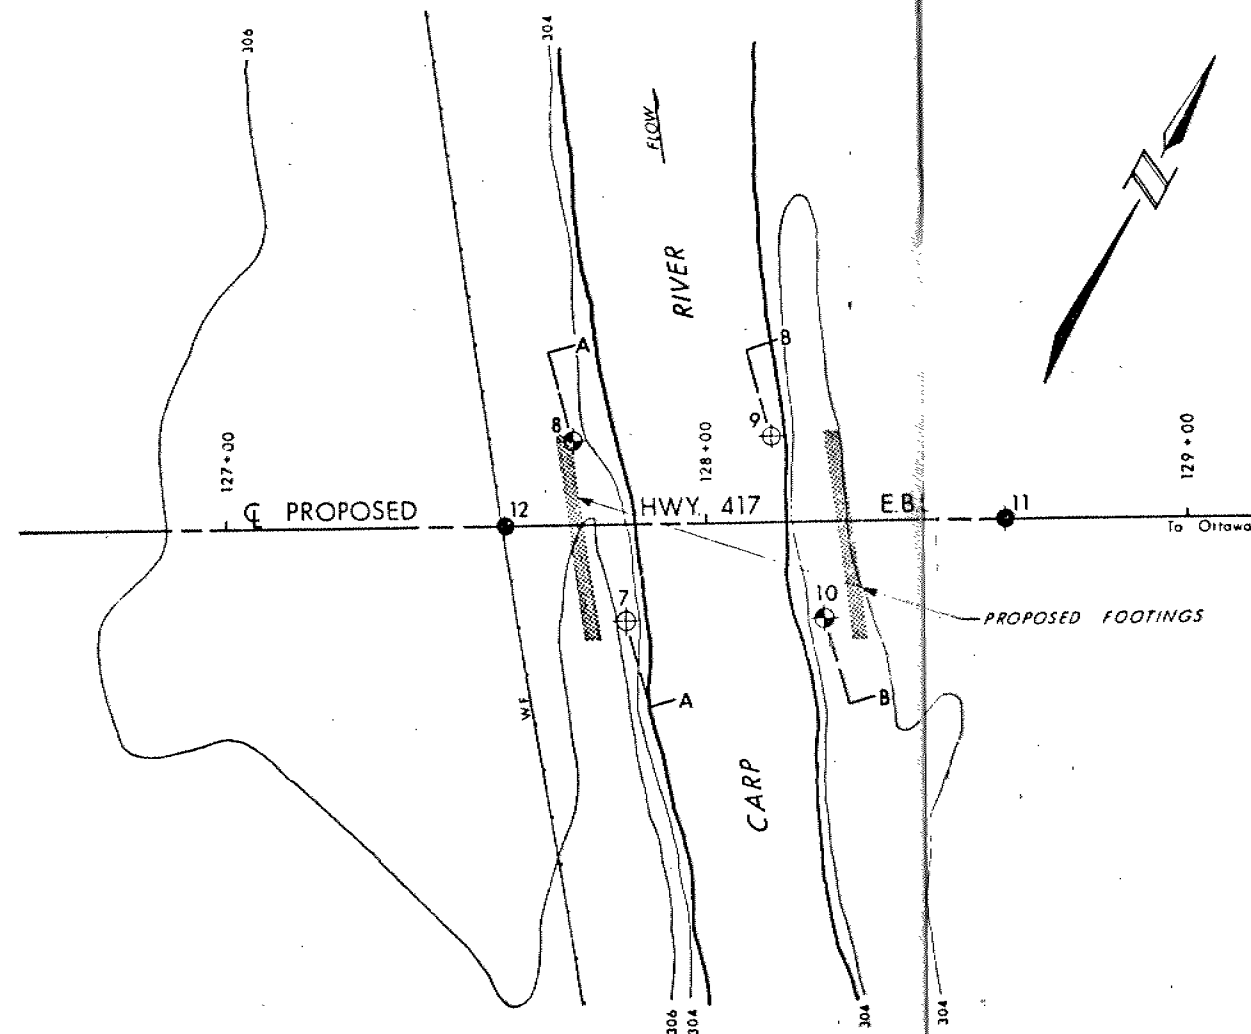 306
304
FLOW
N
RIVER
A
B
8
9
127+00
128+00
129+00
℄ PROPOSED
12
HWY. 417
E.B.
11
To Ottawa
7
10
PROPOSED FOOTINGS
W.F.
A
B
CARP
306
304
304
304